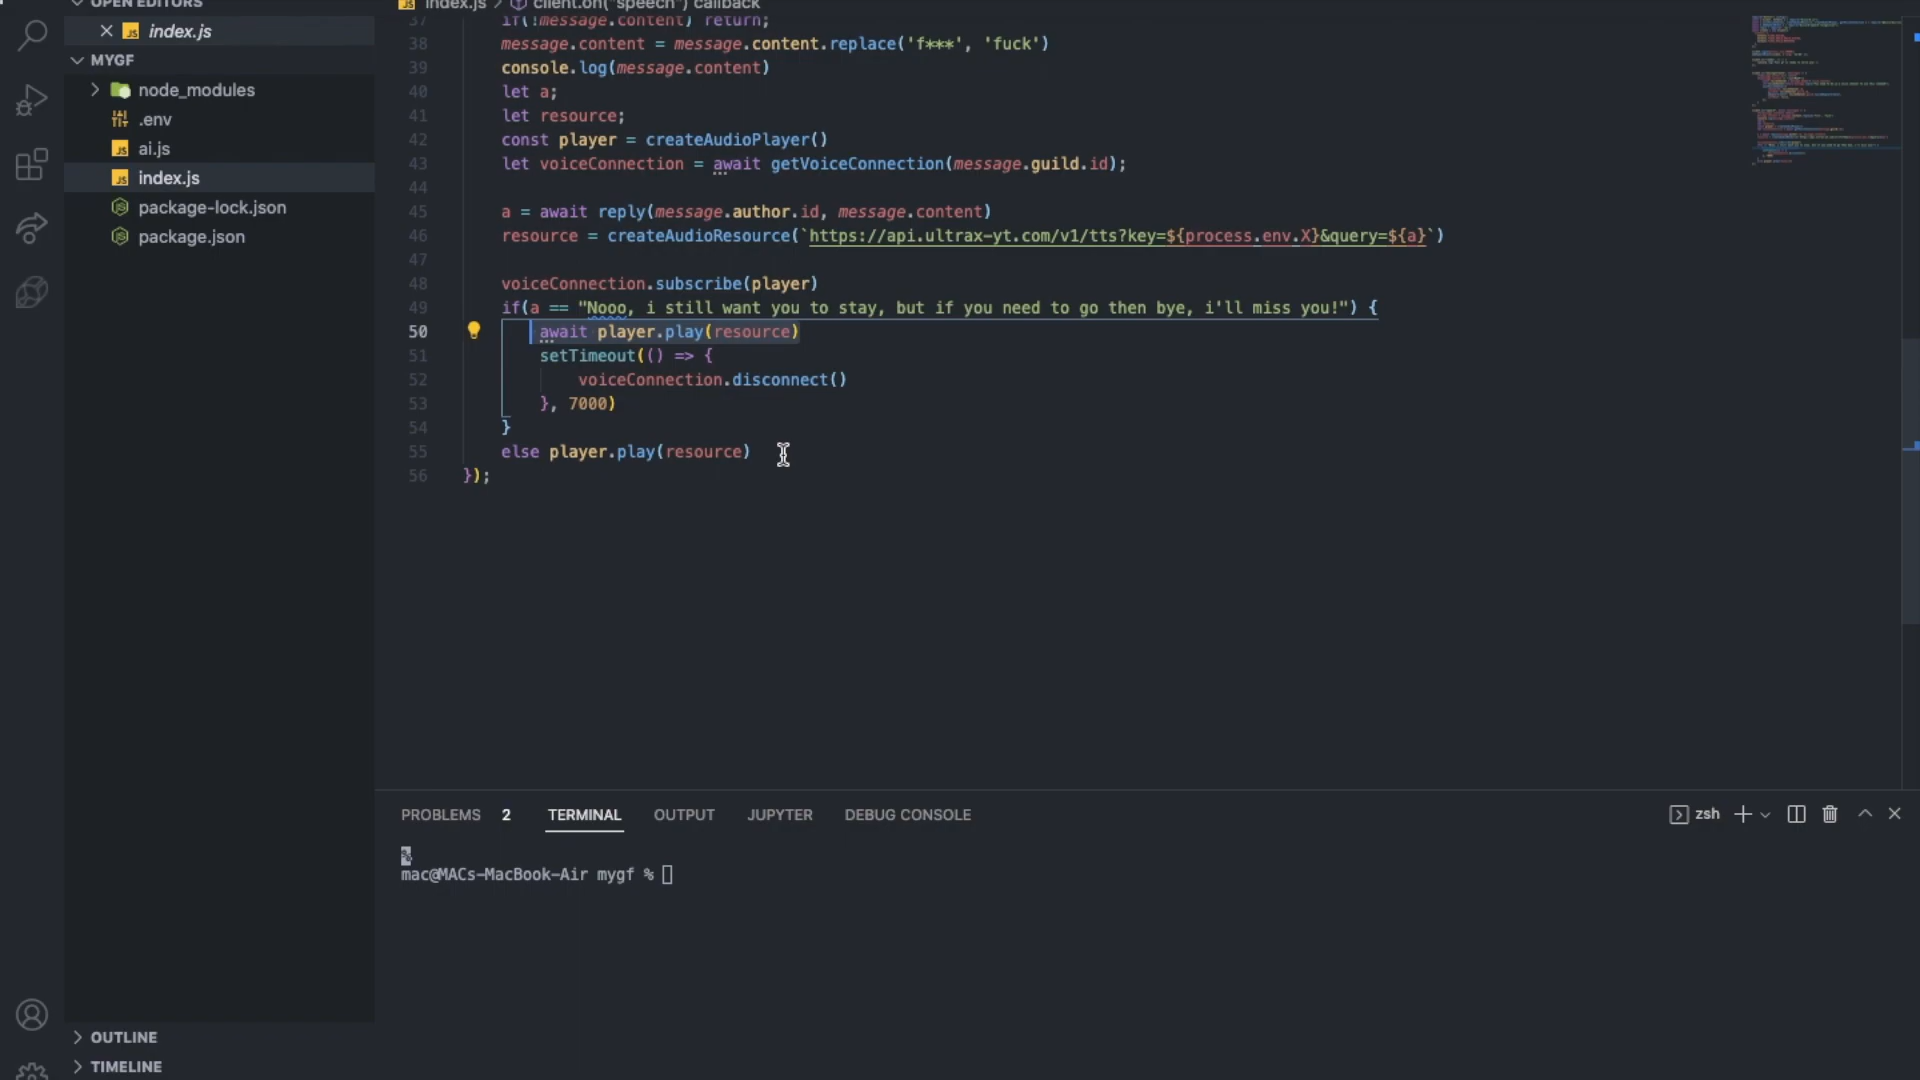 OPEN EDITORS
index.js
MYGF
node_modules
.env
ai.js
index.js
package-lock.json
package.json
OUTLINE
TIMELINE
index.js > client.on("speech") callback
37 if(!message.content) return;
38 message.content = message.content.replace('f***', 'fuck')
39 console.log(message.content)
40 let a;
41 let resource;
42 const player = createAudioPlayer()
43 let voiceConnection = await getVoiceConnection(message.guild.id);
44
45 a = await reply(message.author.id, message.content)
46 resource = createAudioResource(`https://api.ultrax-yt.com/v1/tts?key=${process.env.X}&query=${a}`)
47
48 voiceConnection.subscribe(player)
49 if(a == "Nooo, i still want you to stay, but if you need to go then bye, i'll miss you!") {
50 await player.play(resource)
51 setTimeout(() => {
52 voiceConnection.disconnect()
53 }, 7000)
54 }
55 else player.play(resource)
56 });
PROBLEMS 2 TERMINAL OUTPUT JUPYTER DEBUG CONSOLE
zsh
%
mac@MACs-MacBook-Air mygf %